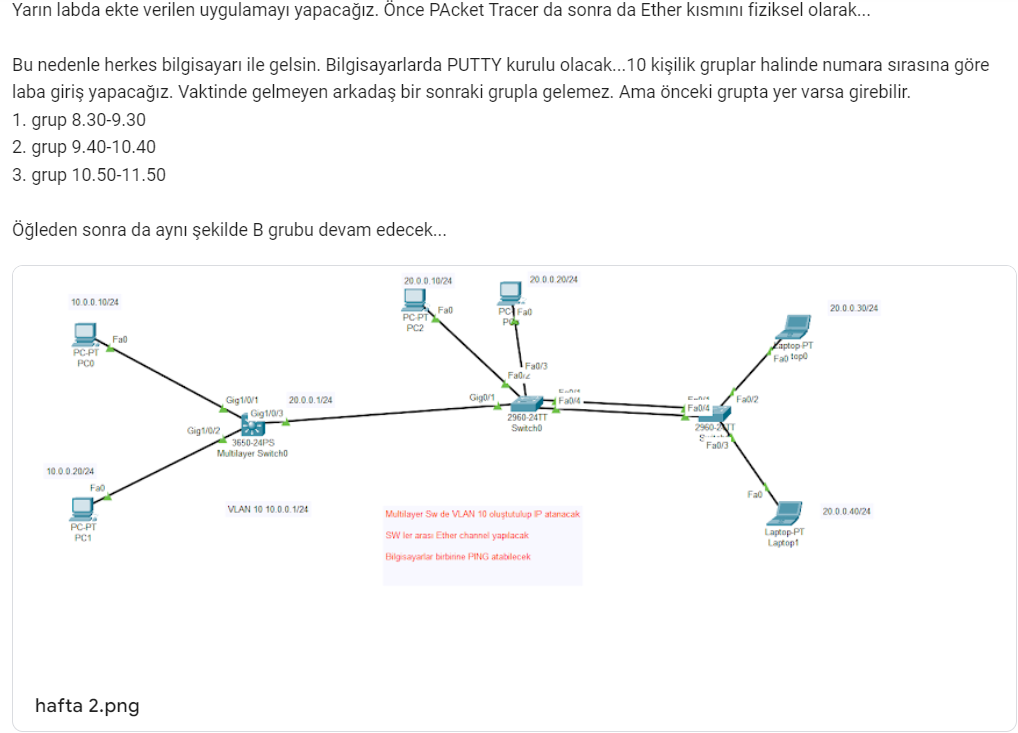 Yarın labda ekte verilen uygulamayı yapacağız. Önce PAcket Tracer da sonra da Ether kısmını fiziksel olarak...
Bu nedenle herkes bilgisayarı ile gelsin. Bilgisayarlarda PUTTY kurulu olacak...10 kişilik gruplar halinde numara sırasına göre
laba giriş yapacağız. Vaktinde gelmeyen arkadaş bir sonraki grupla gelemez. Ama önceki grupta yer varsa girebilir.
1. grup 8.30-9.30
2. grup 9.40-10.40
3. grup 10.50-11.50
Öğleden sonra da aynı şekilde B grubu devam edecek...
20.0.0.10/24
20.0.0.20/24
10.0.0.10/24
20.0.0.30/24
Fa0
PC-PT
PC2
Fa0
Fa0
PC-PT
PC0
Laptop-PT
Fa0
Fa0/3
Gig1/0/1
20.0.0.1/24
Gig0/1
Fa0/4
Fa0/4
Fa0/2
Gig1/0/3
Gig1/0/2
3650-24PS
Multilayer Switch0
2960-24TT
Switch0
2960-24TT
Fa0/3
10.0.0.20/24
Fa0
PC-PT
PC1
VLAN 10 10.0.0.1/24
Multilayer Sw de VLAN 10 oluştutulup IP atanacak
SW ler arası Ether channel yapılacak
Bilgisayarlar birbirine PING atabilecek
Fa0
20.0.0.40/24
Laptop-PT
Laptop1
hafta 2.png